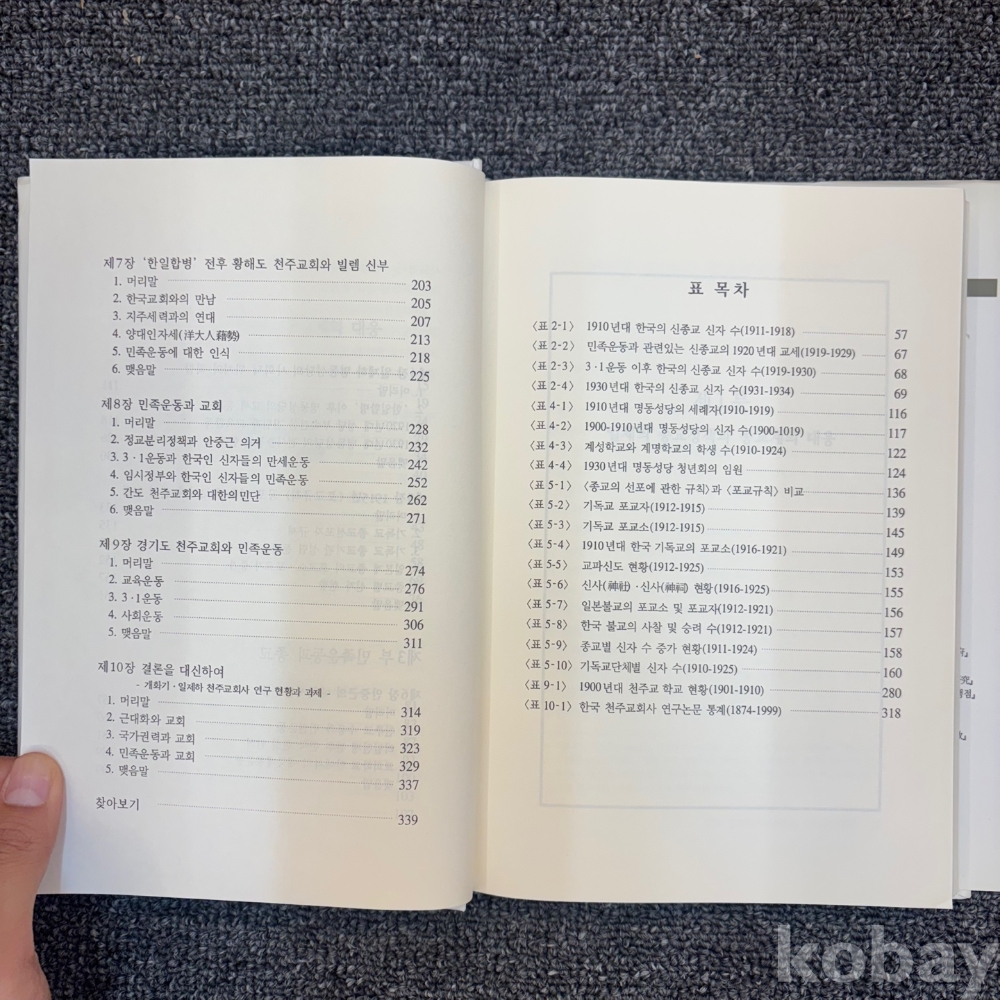 제7장 '한일합병' 전후 황해도 천주교회와 빌렘 신부
1. 머리말 203
2. 한국교회와의 만남 205
3. 지주세력과의 연대 207
4. 양대인자세(洋大人藉勢) 213
5. 민족운동에 대한 인식 218
6. 맺음말 225
제8장 민족운동과 교회
1. 머리말 228
2. 정교분리정책과 안중근 의거 232
3. 3·1운동과 한국인 신자들의 만세운동 242
4. 임시정부와 한국인 신자들의 민족운동 252
5. 간도 천주교회와 대한의민단 262
6. 맺음말 271
제9장 경기도 천주교회와 민족운동
1. 머리말 274
2. 교육운동 276
3. 3·1운동 291
4. 사회운동 306
5. 맺음말 311
제10장 결론을 대신하여
- 개화기·일제하 천주교회사 연구 현황과 과제 -
1. 머리말 314
2. 근대화와 교회 319
3. 국가권력과 교회 323
4. 민족운동과 교회 329
5. 맺음말 337
찾아보기 339
표 목차
〈표 2-1〉 1910년대 한국의 신종교 신자 수(1911-1918) 57
〈표 2-2〉 민족운동과 관련있는 신종교의 1920년대 교세(1919-1929) 67
〈표 2-3〉 3·1운동 이후 한국의 신종교 신자 수(1919-1930) 68
〈표 2-4〉 1930년대 한국의 신종교 신자 수(1931-1934) 69
〈표 4-1〉 1910년대 명동성당의 세례자(1910-1919) 116
〈표 4-2〉 1900-1910년대 명동성당의 신자 수(1900-1019) 117
〈표 4-3〉 계성학교와 계명학교의 학생 수(1910-1924) 122
〈표 4-4〉 1930년대 명동성당 청년회의 임원 124
〈표 5-1〉 〈종교의 선포에 관한 규칙〉과 〈포교규칙〉 비교 136
〈표 5-2〉 기독교 포교자(1912-1915) 139
〈표 5-3〉 기독교 포교소(1912-1915) 145
〈표 5-4〉 1910년대 한국 기독교의 포교소(1916-1921) 149
〈표 5-5〉 교파신도 현황(1912-1925) 153
〈표 5-6〉 신사(神社)·신사(神祠) 현황(1916-1925) 155
〈표 5-7〉 일본불교의 포교소 및 포교자(1912-1921) 156
〈표 5-8〉 한국 불교의 사찰 및 승려 수(1912-1921) 157
〈표 5-9〉 종교별 신자 수 증가 현황(1911-1924) 158
〈표 5-10〉 기독교단체별 신자 수(1910-1925) 160
〈표 9-1〉 1900년대 천주교 학교 현황(1901-1910) 280
〈표 10-1〉 한국 천주교회사 연구논문 통계(1874-1999) 318
kobay